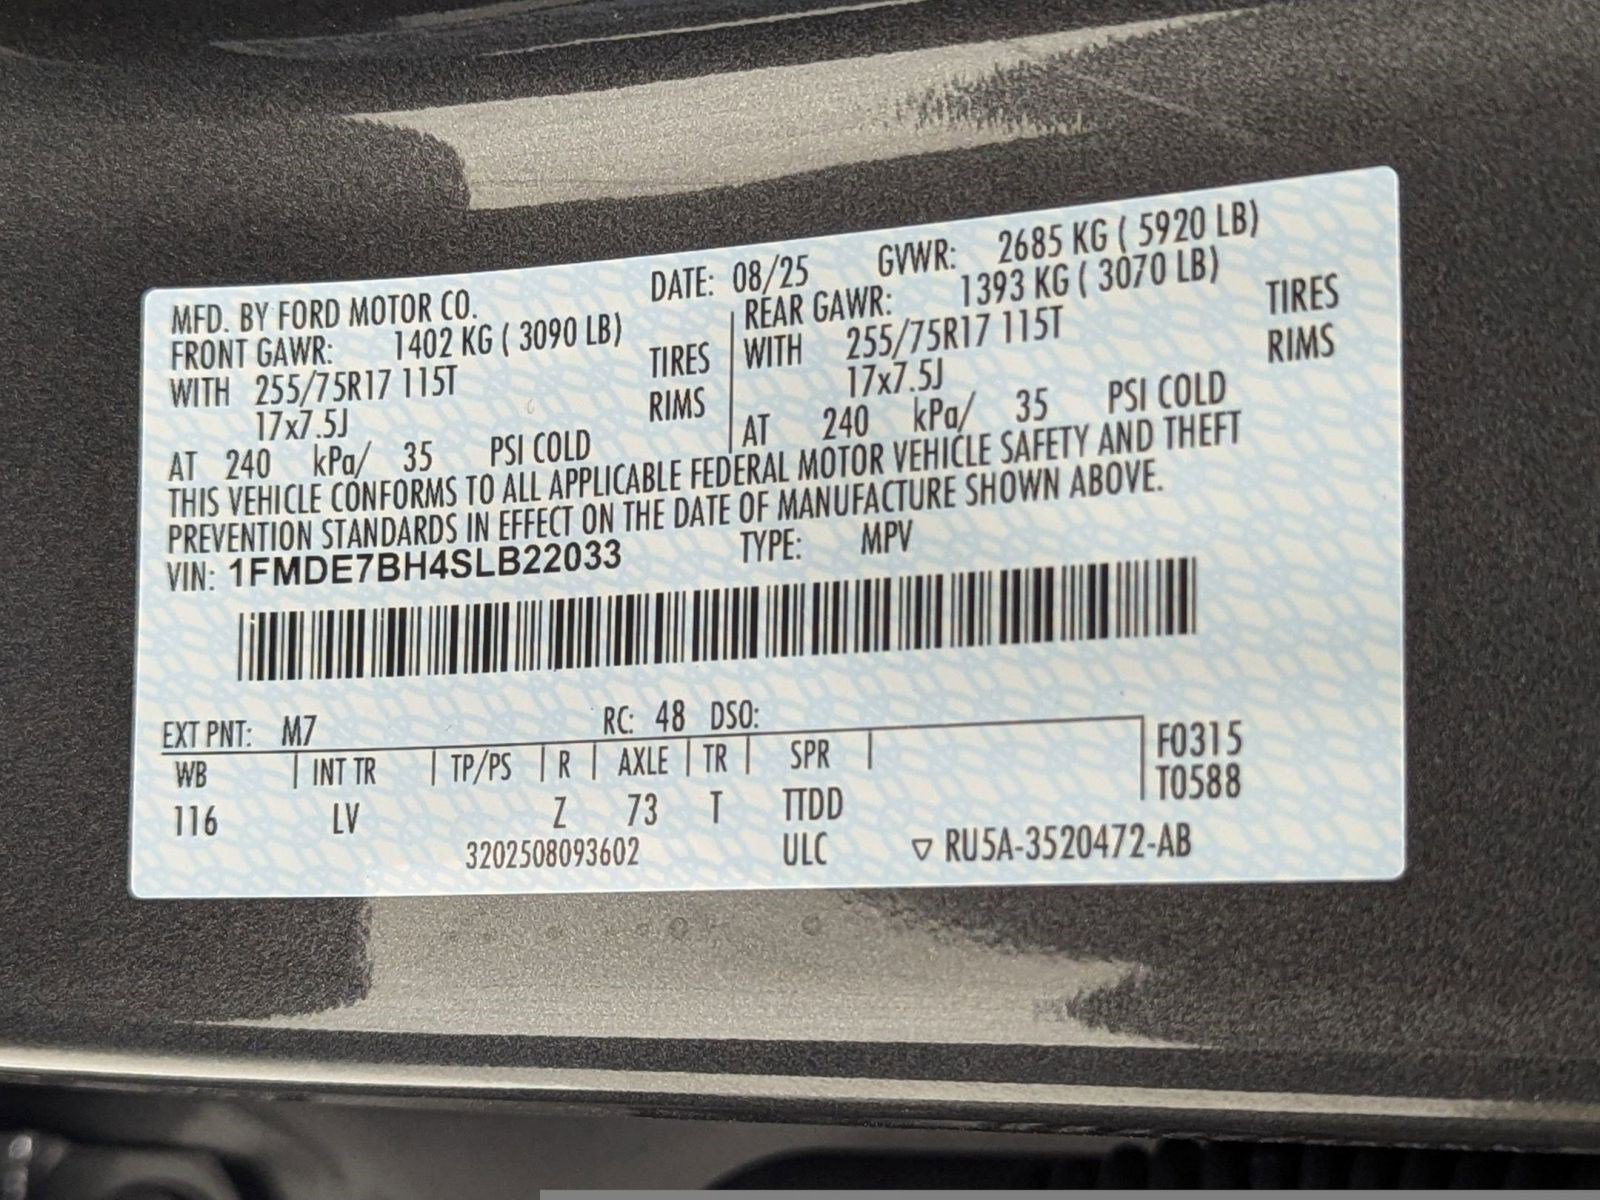 MFD. BY FORD MOTOR CO. DATE: 08/25 GVWR: 2685 KG ( 5920 LB)
FRONT GAWR: 1402 KG ( 3090 LB) REAR GAWR: 1393 KG ( 3070 LB)
WITH 255/75R17 115T TIRES WITH 255/75R17 115T TIRES
17x7.5J RIMS 17x7.5J RIMS
AT 240 kPa/ 35 PSI COLD AT 240 kPa/ 35 PSI COLD
THIS VEHICLE CONFORMS TO ALL APPLICABLE FEDERAL MOTOR VEHICLE SAFETY AND THEFT
PREVENTION STANDARDS IN EFFECT ON THE DATE OF MANUFACTURE SHOWN ABOVE.
VIN: 1FMDE7BH4SLB22033 TYPE: MPV
EXT PNT: M7 RC: 48 DSO:
WB | INT TR | TP/PS | R | AXLE | TR | SPR | F0315
T0588
116 LV Z 73 T TTDD
3202508093602 ULC ▽ RU5A-3520472-AB